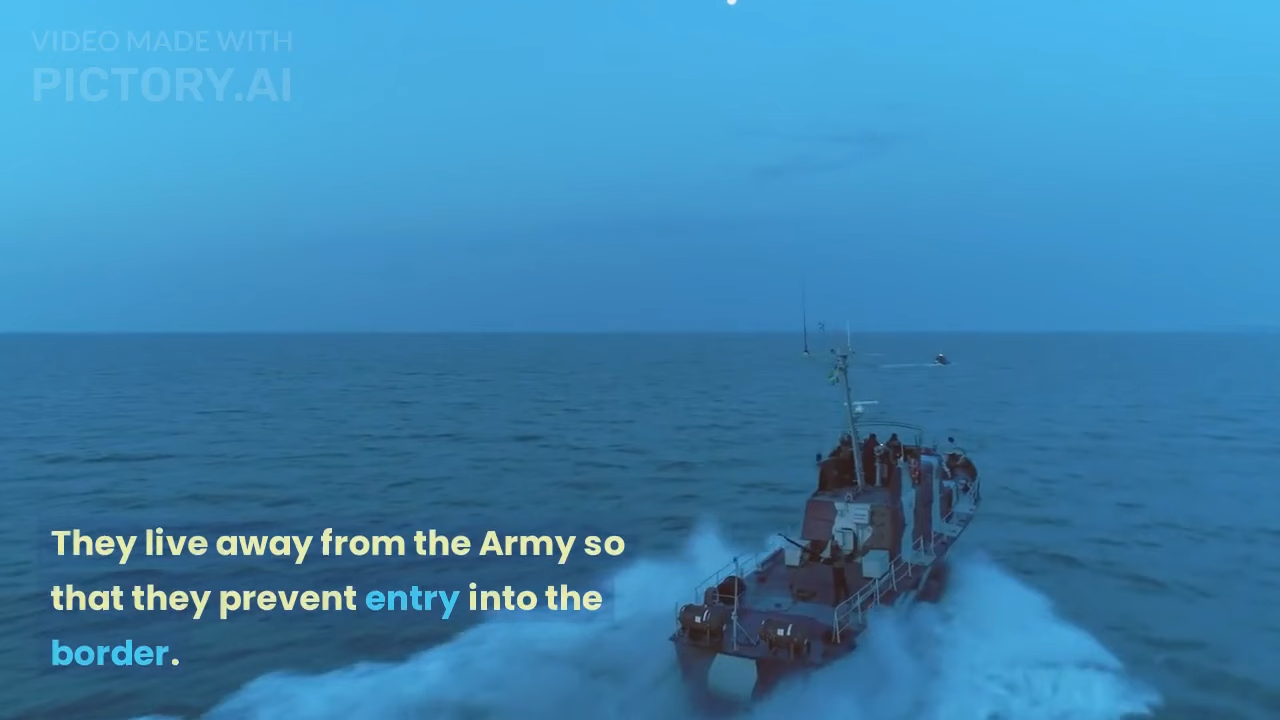 VIDEO MADE WITH
PICTORY.AI
They live away from the Army so
that they prevent entry into the
border.